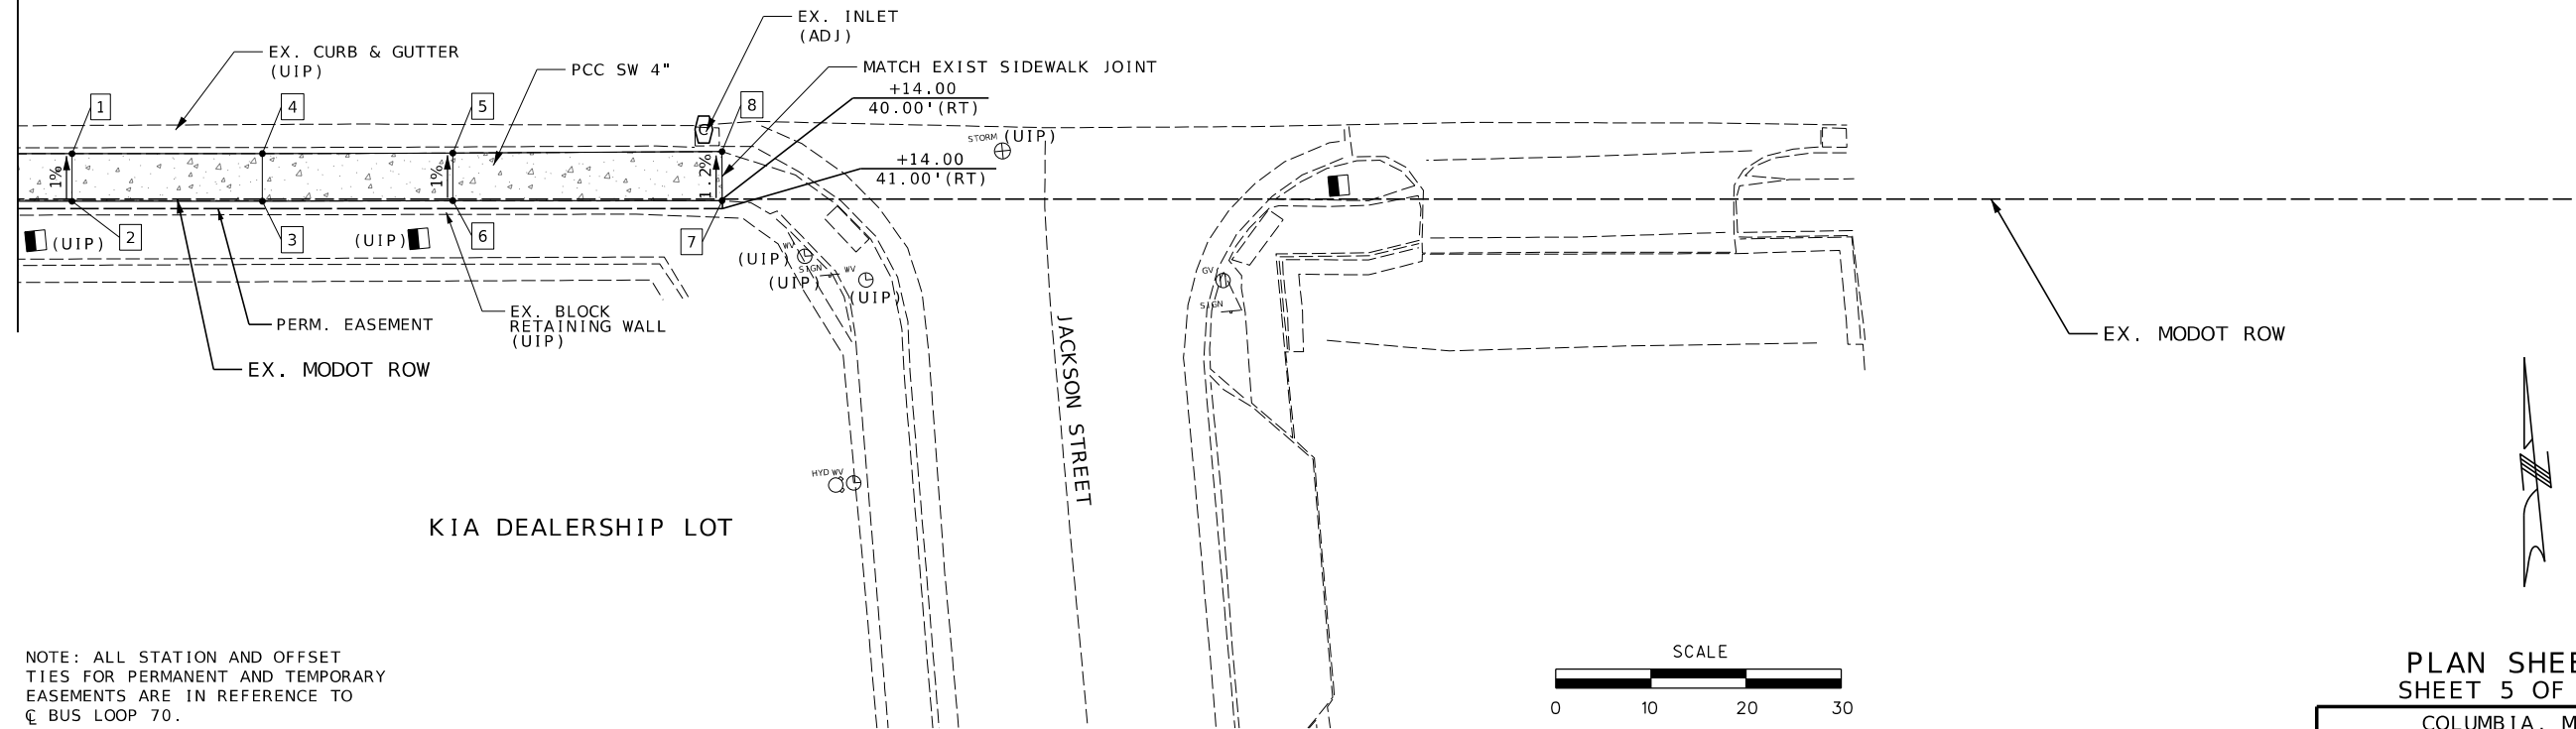 EX. INLET
(ADJ)
EX. CURB & GUTTER
(UIP)
PCC SW 4"
MATCH EXIST SIDEWALK JOINT
+14.00
40.00'(RT)
1
4
5
8
STORM (UIP)
+14.00
41.00'(RT)
1%
1%
1.2%
(UIP)
2
3
(UIP)
6
7
WV
(UIP)
SIGN
WV
(UIP)
(UIP)
GV
SIGN
EX. BLOCK
RETAINING WALL
(UIP)
PERM. EASEMENT
EX. MODOT ROW
EX. MODOT ROW
JACKSON STREET
HYD WV
KIA DEALERSHIP LOT
NOTE: ALL STATION AND OFFSET
TIES FOR PERMANENT AND TEMPORARY
EASEMENTS ARE IN REFERENCE TO
℄ BUS LOOP 70.
SCALE
0 10 20 30
PLAN SHEE
SHEET 5 OF
COLUMBIA, M